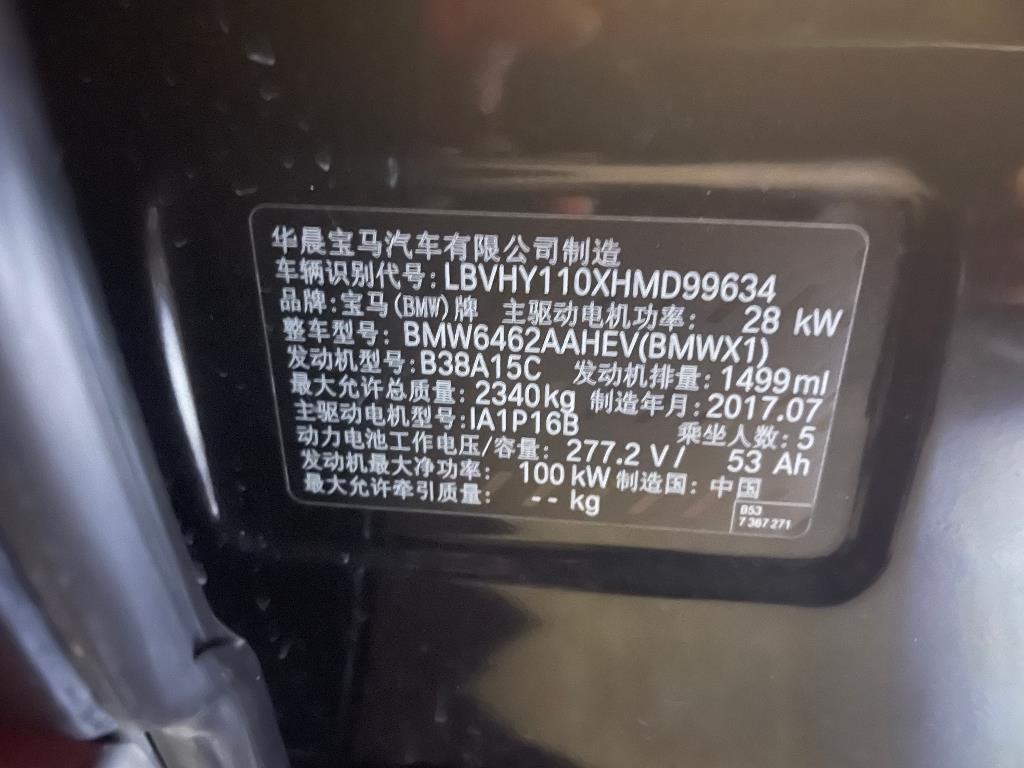 华晨宝马汽车有限公司制造
车辆识别代号: LBVHY110XHMD99634
品牌: 宝马(BMW)牌 主驱动电机功率: 28 kW
整车型号: BMW6462AAHEV(BMWX1)
发动机型号: B38A15C 发动机排量: 1499ml
最大允许总质量: 2340kg 制造年月: 2017.07
主驱动电机型号: IA1P16B 乘坐人数: 5
动力电池工作电压/容量: 277.2 V/ 53 Ah
发动机最大净功率: 100 kW 制造国: 中国
最大允许牵引质量: -- kg
B53
7 367 271